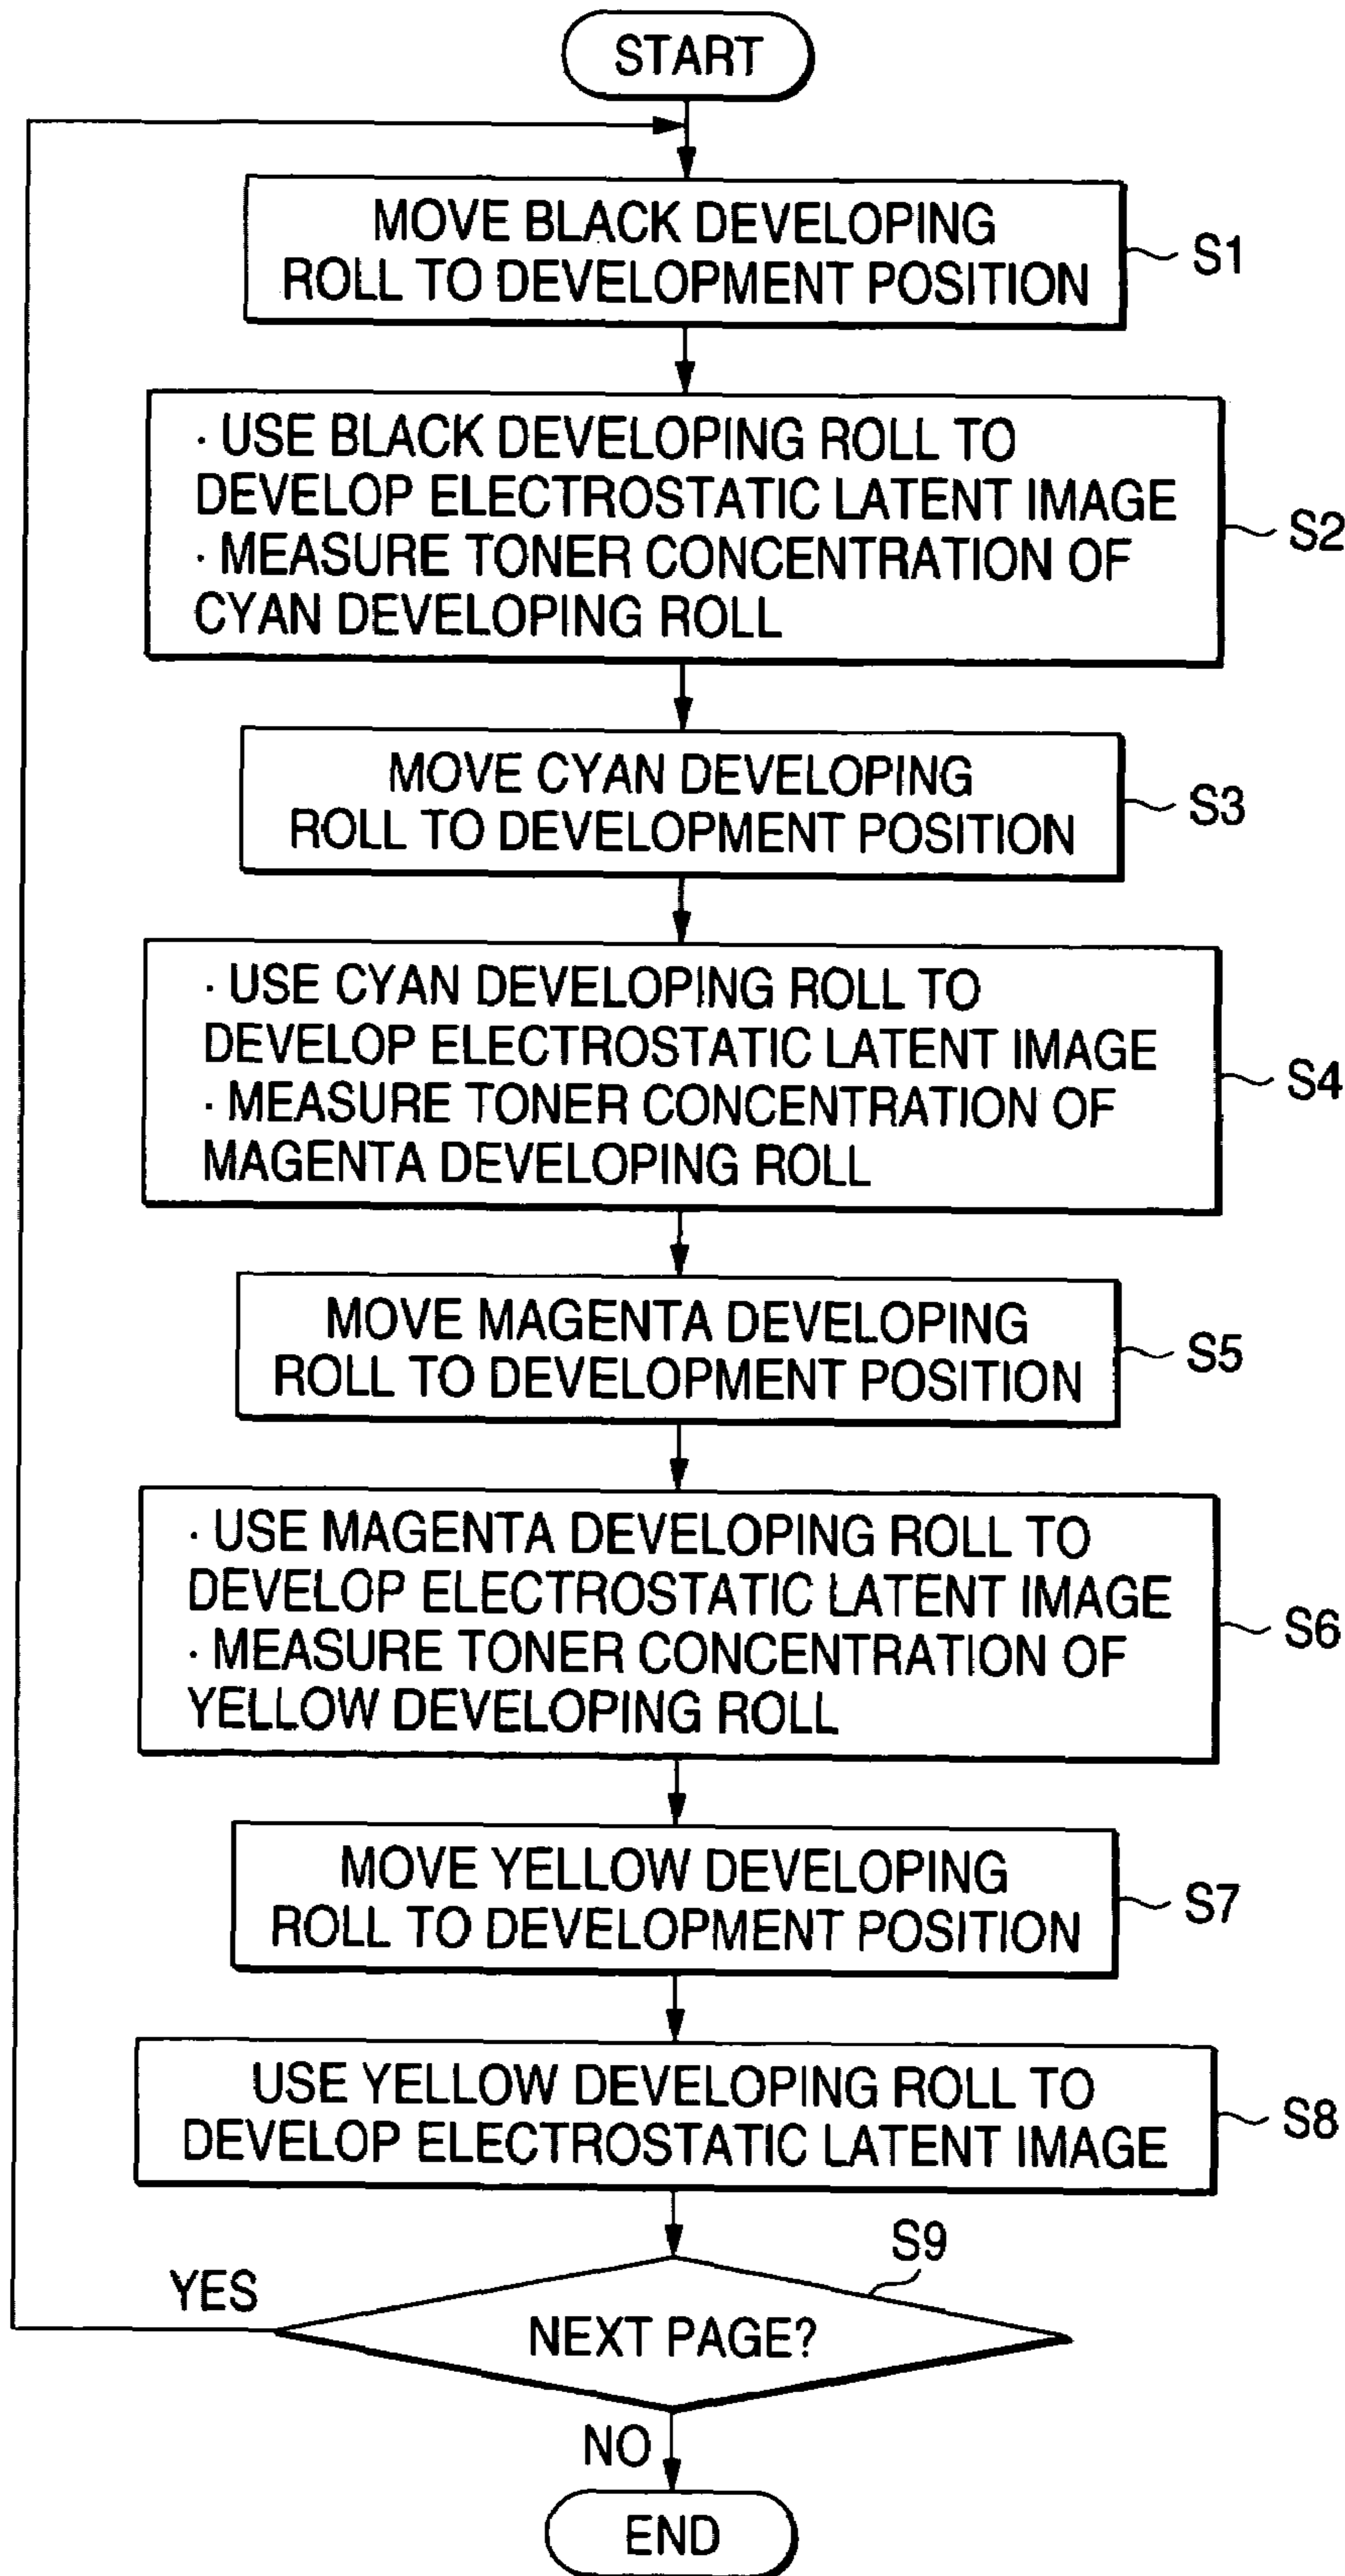 START
MOVE BLACK DEVELOPING
ROLL TO DEVELOPMENT POSITION
S1
· USE BLACK DEVELOPING ROLL TO
DEVELOP ELECTROSTATIC LATENT IMAGE
· MEASURE TONER CONCENTRATION OF
CYAN DEVELOPING ROLL
S2
MOVE CYAN DEVELOPING
ROLL TO DEVELOPMENT POSITION
S3
· USE CYAN DEVELOPING ROLL TO
DEVELOP ELECTROSTATIC LATENT IMAGE
· MEASURE TONER CONCENTRATION OF
MAGENTA DEVELOPING ROLL
S4
MOVE MAGENTA DEVELOPING
ROLL TO DEVELOPMENT POSITION
S5
· USE MAGENTA DEVELOPING ROLL TO
DEVELOP ELECTROSTATIC LATENT IMAGE
· MEASURE TONER CONCENTRATION OF
YELLOW DEVELOPING ROLL
S6
MOVE YELLOW DEVELOPING
ROLL TO DEVELOPMENT POSITION
S7
USE YELLOW DEVELOPING ROLL TO
DEVELOP ELECTROSTATIC LATENT IMAGE
S8
S9
YES
NEXT PAGE?
NO
END